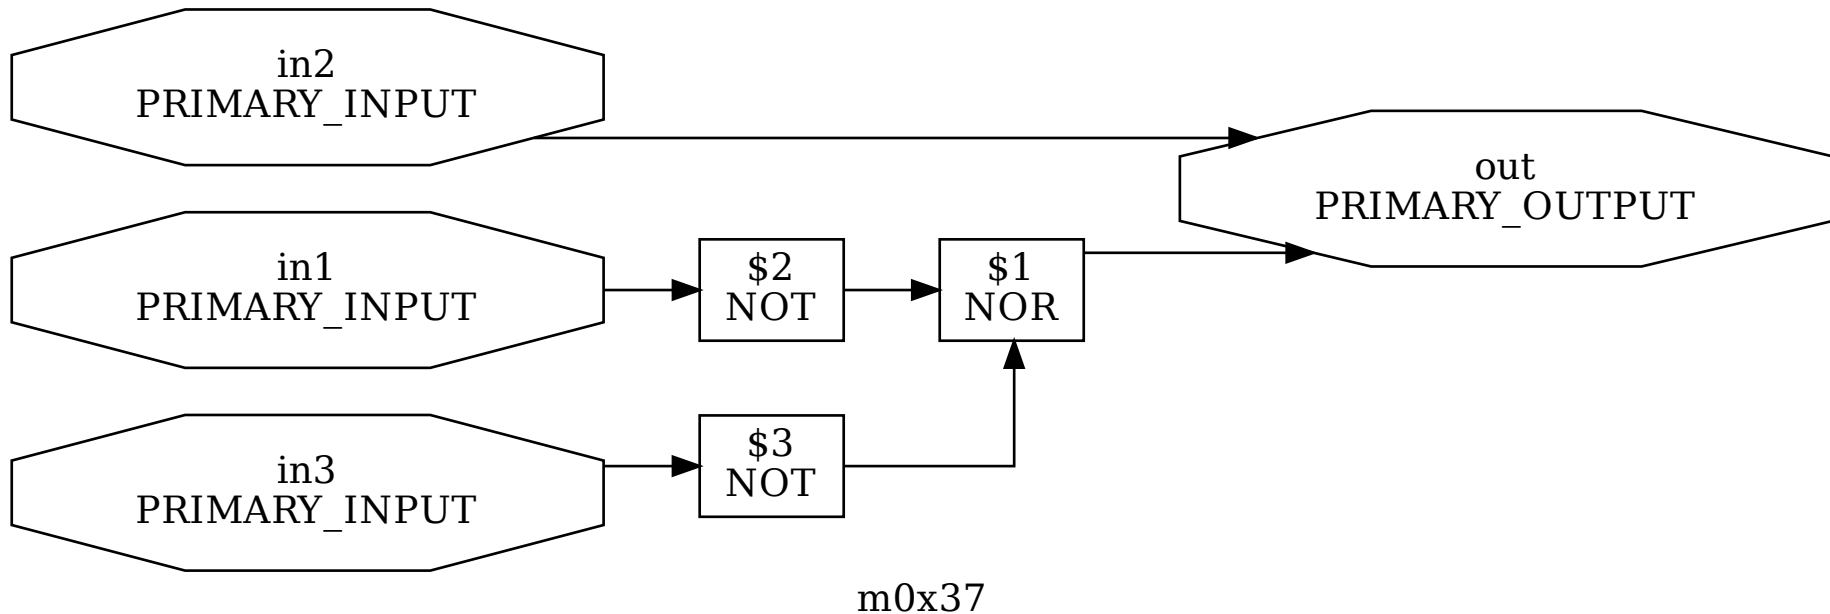 in2
PRIMARY_INPUT
out
PRIMARY_OUTPUT
in1
PRIMARY_INPUT
$2
NOT
$1
NOR
in3
PRIMARY_INPUT
$3
NOT
m0x37